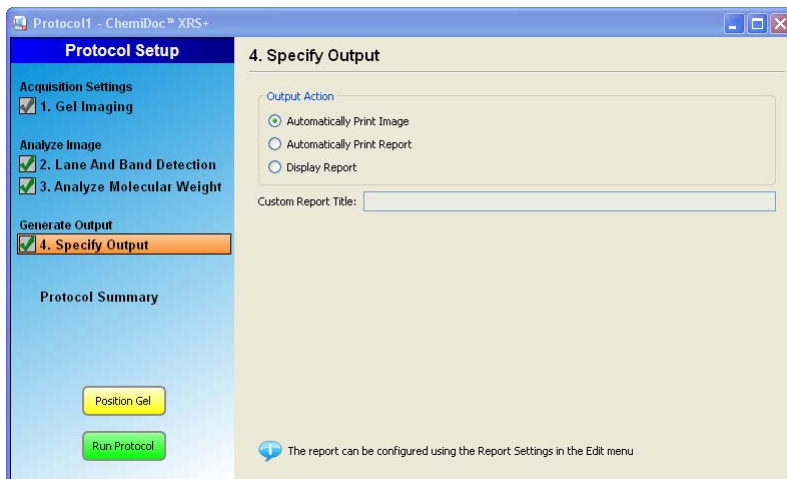 Protocol1 - ChemiDoc™ XRS+
Protocol Setup
Acquisition Settings
1. Gel Imaging
Analyze Image
2. Lane And Band Detection
3. Analyze Molecular Weight
Generate Output
4. Specify Output
Protocol Summary
Position Gel
Run Protocol
4. Specify Output
Output Action
Automatically Print Image
Automatically Print Report
Display Report
Custom Report Title:
The report can be configured using the Report Settings in the Edit menu